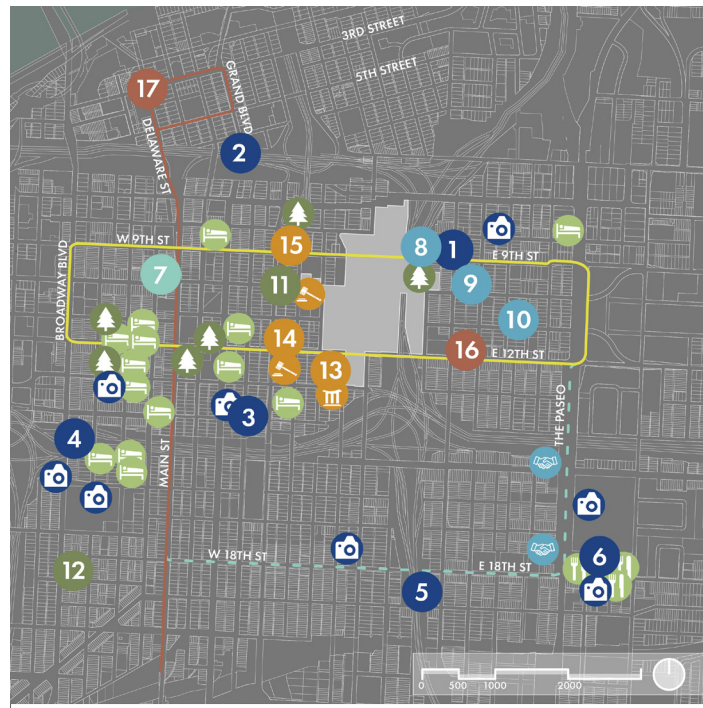 3RD STREET
17
GRAND BLVD
5TH STREET
DELAWARE ST
2
W 9TH ST
15
8
1
E 9TH ST
BROADWAY BLVD
7
11
9
10
14
16
E 12TH ST
13
THE PASEO
3
4
MAIN ST
W 18TH ST
6
12
E 18TH ST
5
0 500 1000 2000